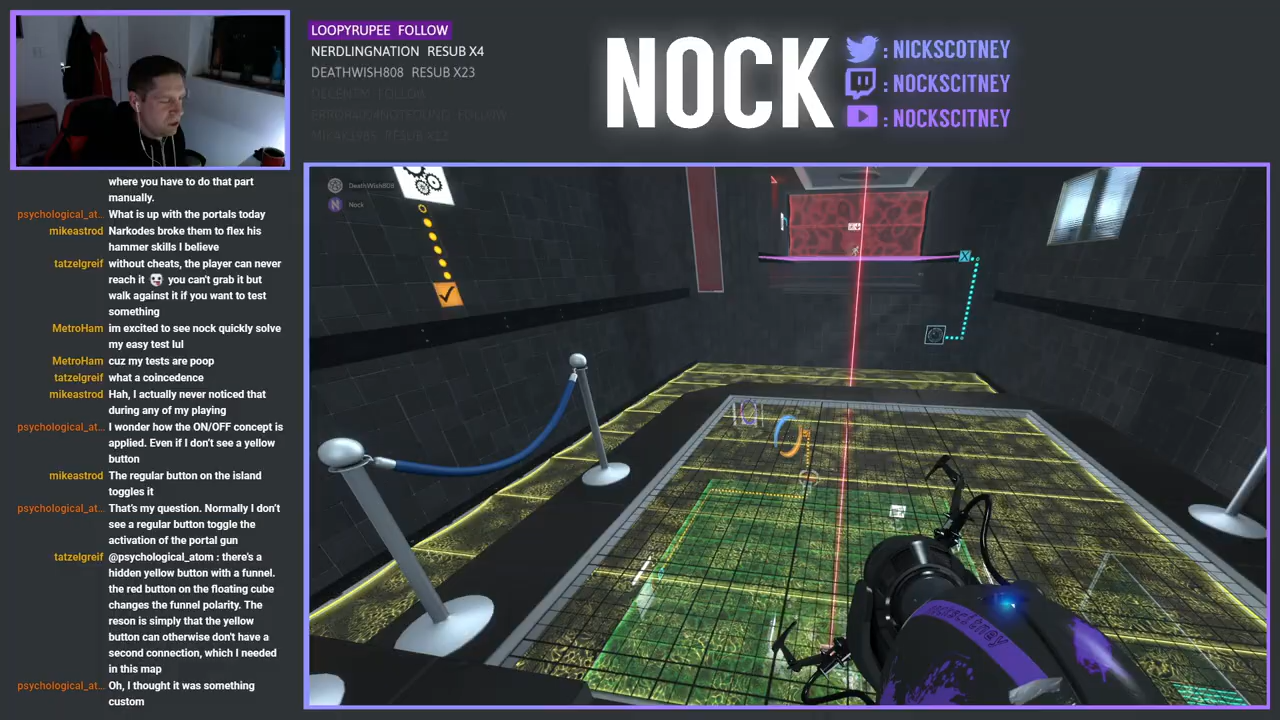 LOOPYRUPEE FOLLOW
NERDLINGNATION RESUB X4
DEATHWISH808 RESUB X23
NOCK
: NICKSCOTNEY
: NOCKSCITNEY
: NOCKSCITNEY
where you have to do that part
manually.
psychological_at... What is up with the portals today
mikeastrod Narkodes broke them to flex his
hammer skills I believe
tatzelgreif without cheats, the player can never
reach it you can't grab it but
walk against it if you want to test
something
MetroHam im excited to see nock quickly solve
my easy test lul
MetroHam cuz my tests are poop
tatzelgreif what a coincedence
mikeastrod Hah, I actually never noticed that
during any of my playing
psychological_at... I wonder how the ON/OFF concept is
applied. Even if I don't see a yellow
button
mikeastrod The regular button on the island
toggles it
psychological_at... That's my question. Normally I don't
see a regular button toggle the
activation of the portal gun
tatzelgreif @psychological_atom : there's a
hidden yellow button with a funnel.
the red button on the floating cube
changes the funnel polarity. The
reson is simply that the yellow
button can otherwise don't have a
second connection, which I needed
in this map
psychological_at... Oh, I thought it was something
custom
DeathWish808
Nock
nockscitney